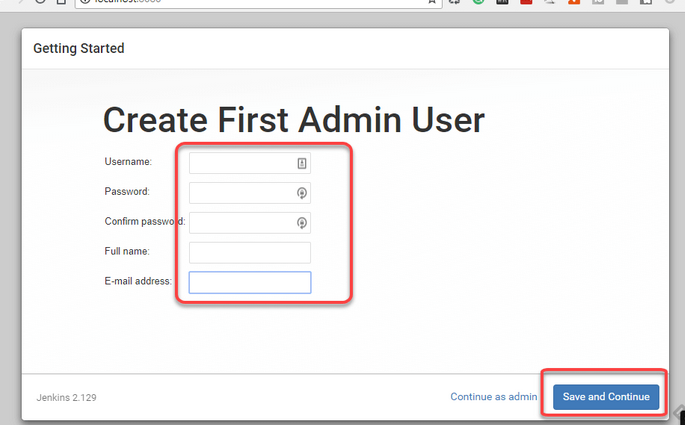 Getting Started
Create First Admin User
Username:
Password:
Confirm password:
Full name:
E-mail address:
Jenkins 2.129
Continue as admin
Save and Continue